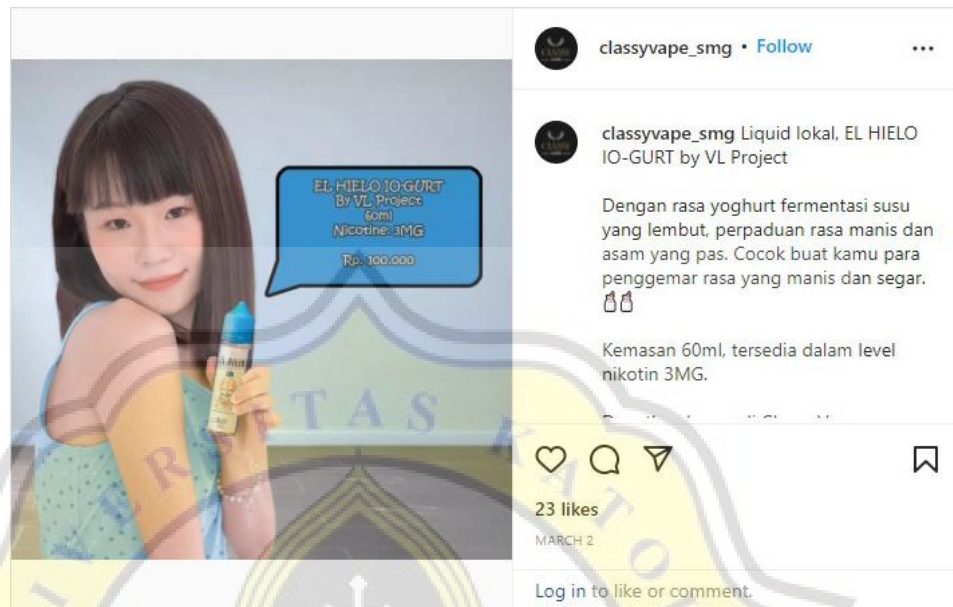 classyvape_smg • Follow
EL HIELO IO-GURT
By VL Project
60ml
Nicotine: 3MG
Rp. 100.000
classyvape_smg Liquid lokal, EL HIELO
IO-GURT by VL Project
Dengan rasa yoghurt fermentasi susu
yang lembut, perpaduan rasa manis dan
asam yang pas. Cocok buat kamu para
penggemar rasa yang manis dan segar.
Kemasan 60ml, tersedia dalam level
nikotin 3MG.
23 likes
MARCH 2
Log in to like or comment.